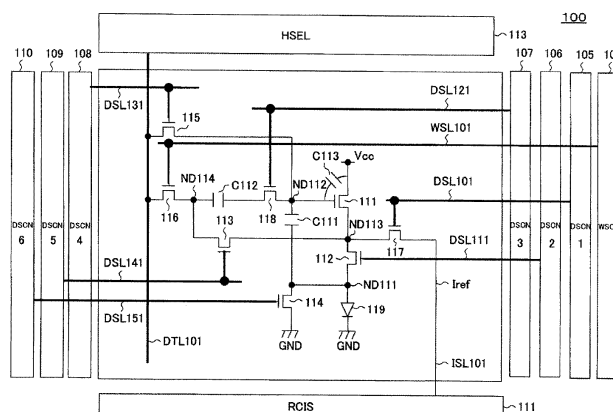 100
HSEL
113
110 109 108
107 106 105 10
DSL131
115
DSL121
WSL101
C113 Vcc
ND114 C112 ND112 111
DSL101
116 113 118 C111 ND113
117
DSL111
DSCN 6
DSCN 5
DSCN 4
DSCN 3
DSCN 2
DSCN 1
WSC
112
DSL141
ND111
Iref
DSL151
114
119
GND GND
DTL101
ISL101
RCIS
111